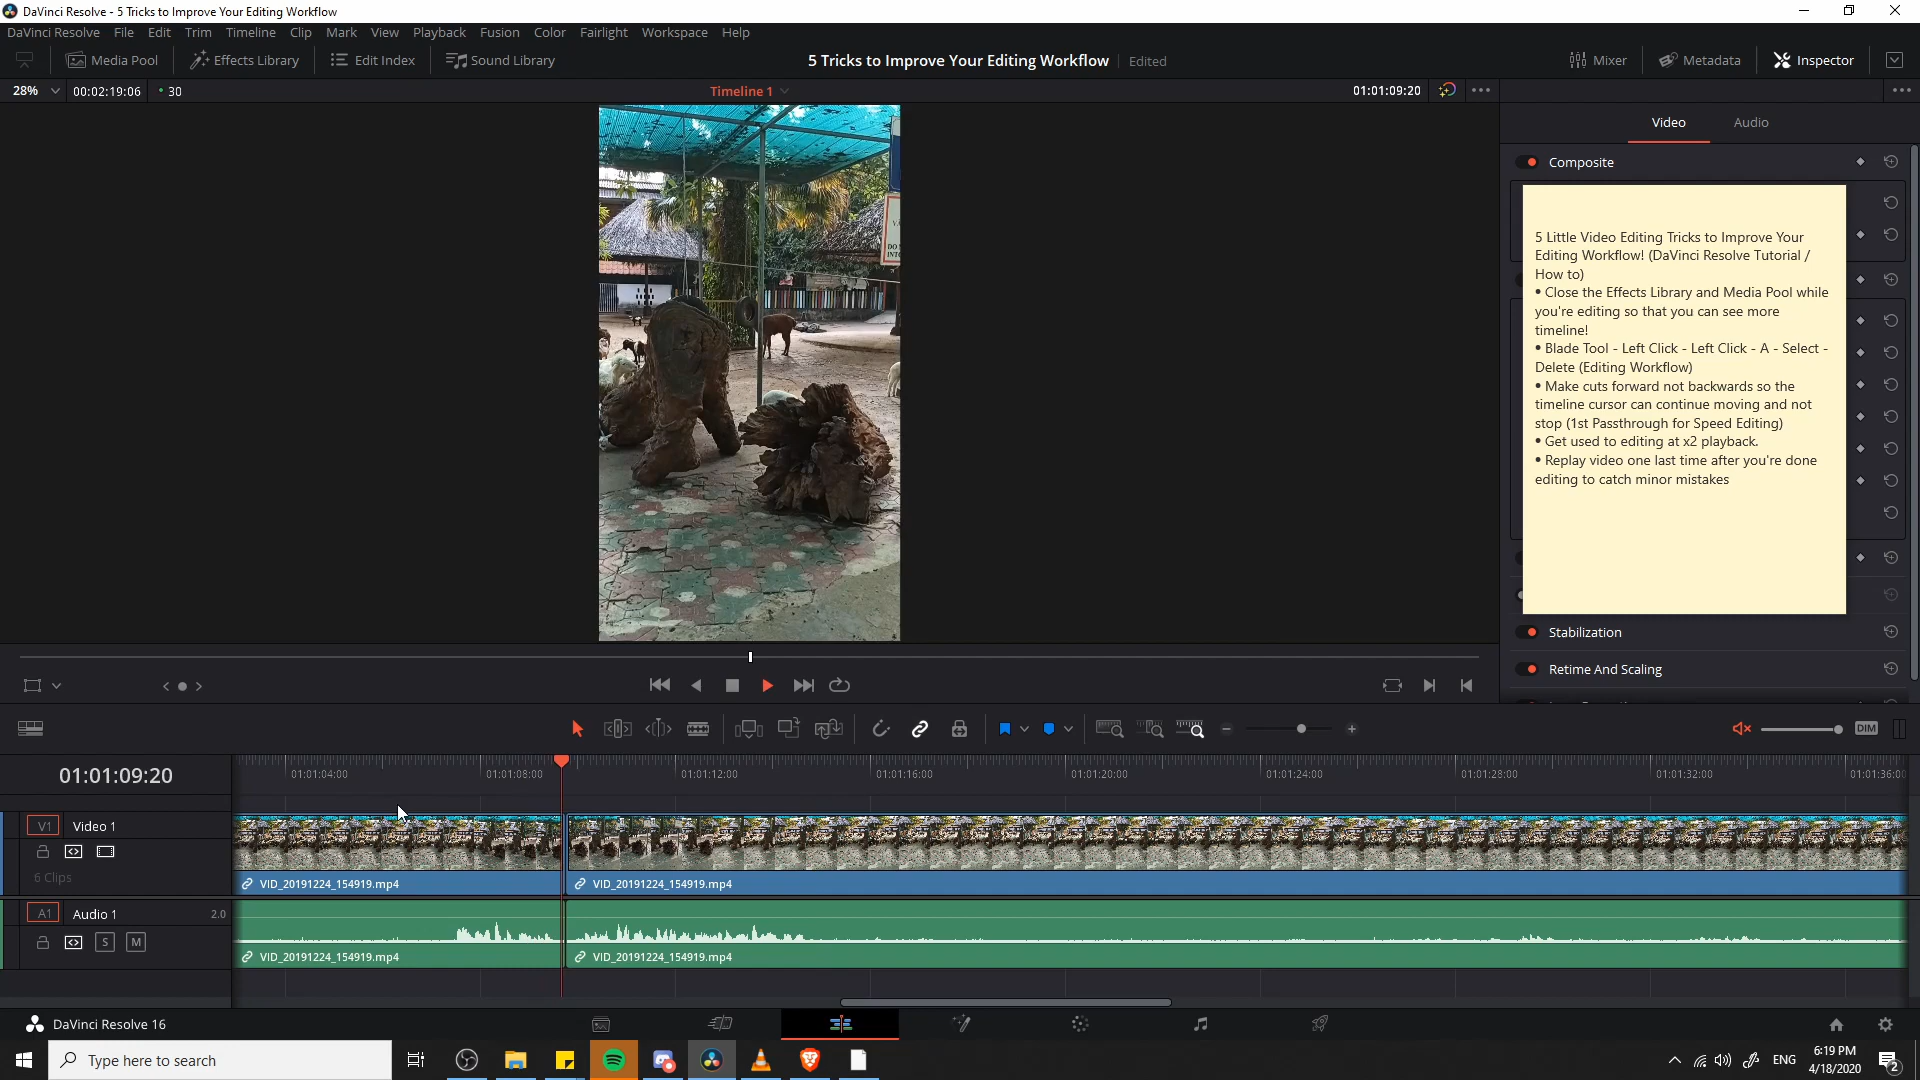 DaVinci Resolve - 5 Tricks to Improve Your Editing Workflow
DaVinci Resolve File Edit Trim Timeline Clip Mark View Playback Fusion Color Fairlight Workspace Help
Media Pool Effects Library Edit Index Sound Library 5 Tricks to Improve Your Editing Workflow Edited Mixer Metadata Inspector
28% 00:02:19:06 30 Timeline 1 01:01:09:20
Video Audio
Composite
5 Little Video Editing Tricks to Improve Your
Editing Workflow! (DaVinci Resolve Tutorial /
How to)
• Close the Effects Library and Media Pool while
you're editing so that you can see more
timeline!
• Blade Tool - Left Click - Left Click - A - Select -
Delete (Editing Workflow)
• Make cuts forward not backwards so the
timeline cursor can continue moving and not
stop (1st Passthrough for Speed Editing)
• Get used to editing at x2 playback.
• Replay video one last time after you're done
editing to catch minor mistakes
Stabilization
Retime And Scaling
DIM
01:01:09:20 01:01:04:00 01:01:08:00 01:01:12:00 01:01:16:00 01:01:20:00 01:01:24:00 01:01:28:00 01:01:32:00 01:01:36:00
V1 Video 1
6 Clips
VID_20191224_154919.mp4 VID_20191224_154919.mp4
A1 Audio 1 2.0
S M
VID_20191224_154919.mp4 VID_20191224_154919.mp4
DaVinci Resolve 16
Type here to search
ENG
6:19 PM
4/18/2020
2